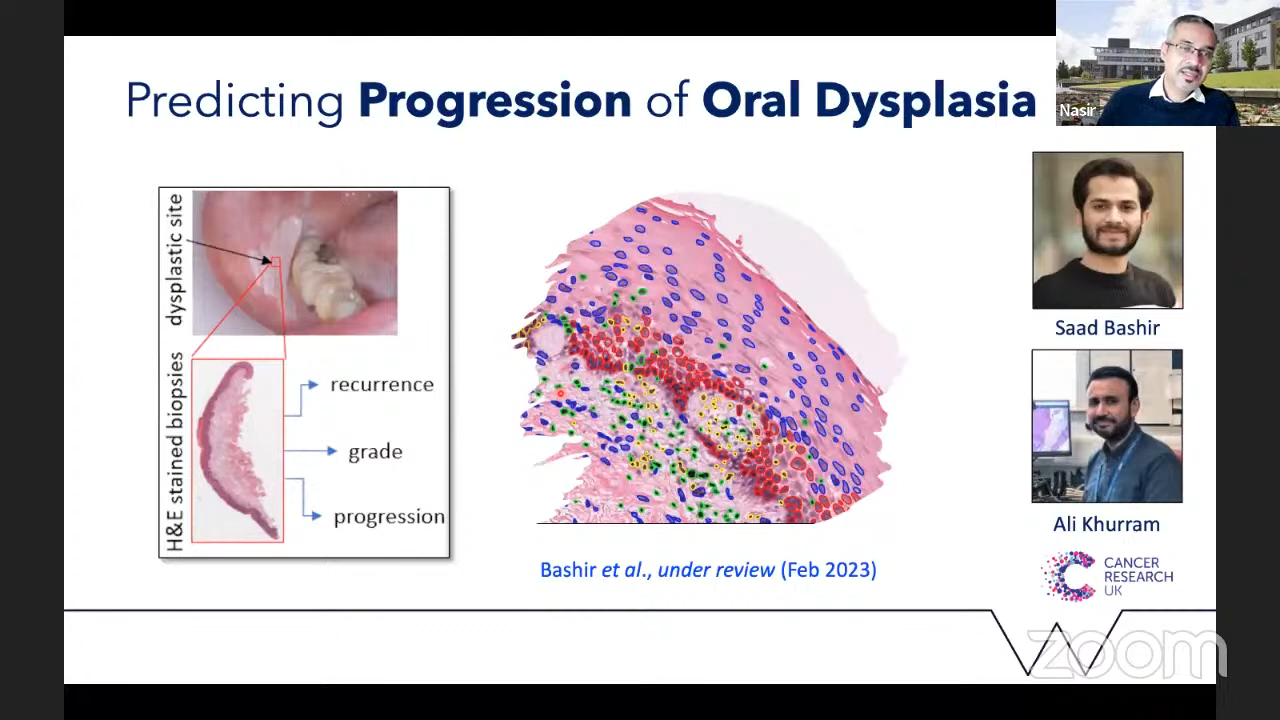 Predicting Progression of Oral Dysplasia
Nasir
dysplastic site
H&E stained biopsies
recurrence
grade
progression
Bashir et al., under review (Feb 2023)
Saad Bashir
Ali Khurram
CANCER
RESEARCH
UK
zoom